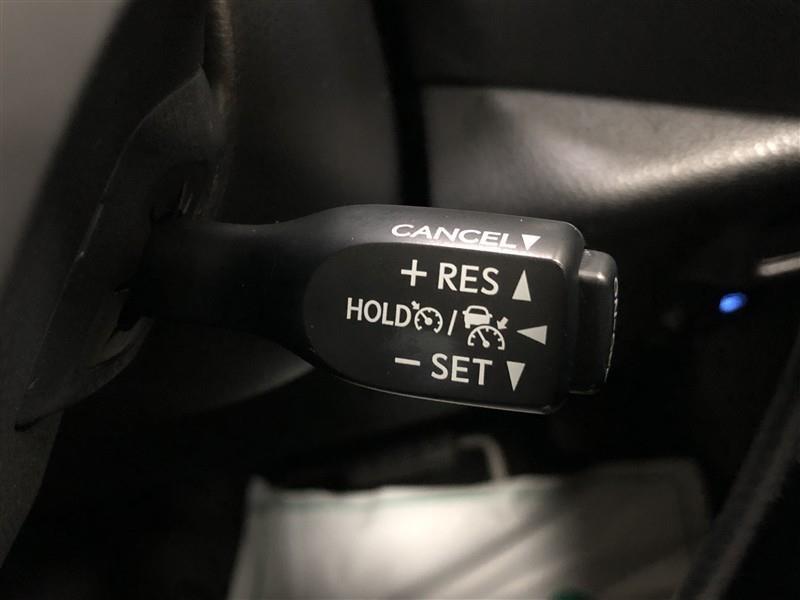 CANCEL▼
+ RES ▲
HOLD / ◀
− SET ▼